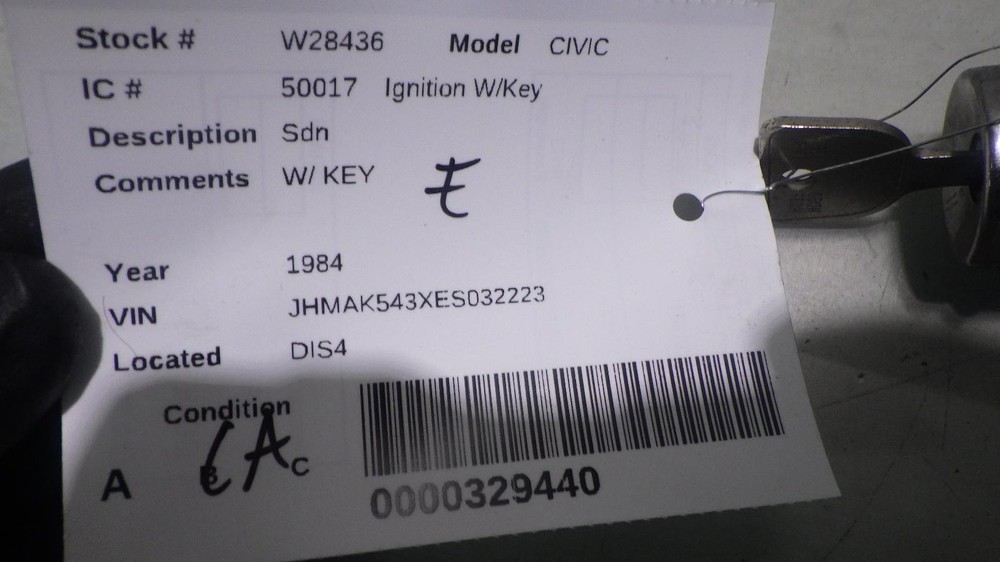 Stock # W28436 Model CIVIC
IC # 50017 Ignition W/Key
Description Sdn
Comments W/ KEY E
Year 1984
VIN JHMAK543XES032223
Located DIS4
Condition
A B C
0000329440